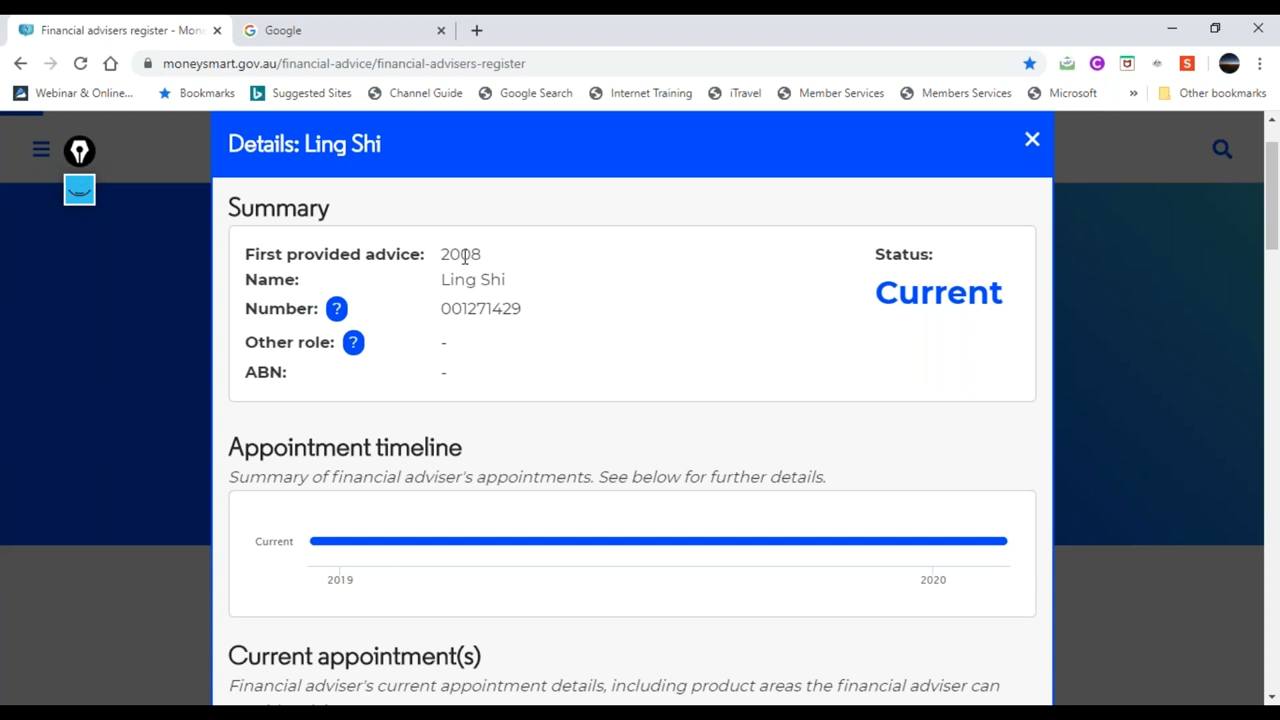 Financial advisers register - Mon
Google
moneysmart.gov.au/financial-advice/financial-advisers-register
Webinar & Online... Bookmarks Suggested Sites Channel Guide Google Search Internet Training iTravel Member Services Members Services Microsoft » Other bookmarks
Details: Ling Shi
Summary
First provided advice: 2008
Status:
Name: Ling Shi
Current
Number: ? 001271429
Other role: ? -
ABN: -
Appointment timeline
Summary of financial adviser's appointments. See below for further details.
Current
2019 2020
Current appointment(s)
Financial adviser's current appointment details, including product areas the financial adviser can